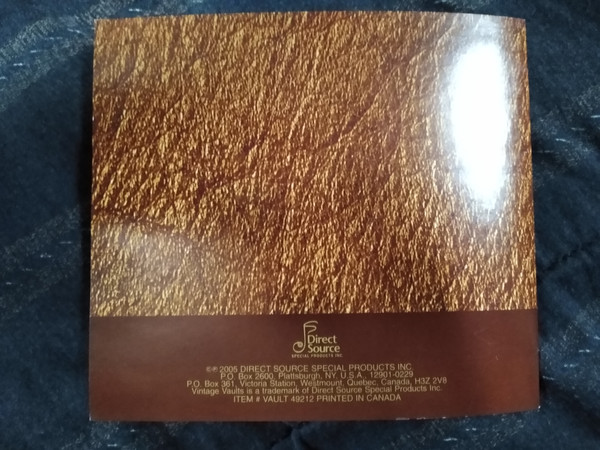 Direct
Source
SPECIAL PRODUCTS INC
©℗ 2005 DIRECT SOURCE SPECIAL PRODUCTS INC.
P.O. Box 2600, Plattsburgh, NY, U.S.A., 12901-0229
P.O. Box 361, Victoria Station, Westmount, Quebec, Canada, H3Z 2V8
Vintage Vaults is a trademark of Direct Source Special Products Inc.
ITEM # VAULT 49212 PRINTED IN CANADA